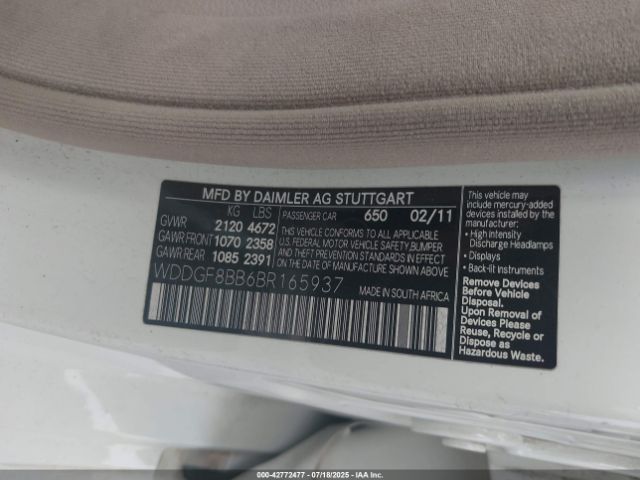 MFD BY DAIMLER AG STUTTGART
KG LBS
GVWR 2120 4672
GAWR FRONT 1070 2358
GAWR REAR 1085 2391
PASSENGER CAR 650 02/11
THIS VEHICLE CONFORMS TO ALL APPLICABLE
U.S. FEDERAL MOTOR VEHICLE SAFETY, BUMPER
AND THEFT PREVENTION STANDARDS IN EFFECT
ON THE DATE OF MANUFACTURE SHOWN ABOVE.
WDDGF8BB6BR165937
MADE IN SOUTH AFRICA
This vehicle may
include mercury-added
devices installed by the
manufacturer:
• High Intensity
Discharge Headlamps
• Displays
• Back-lit Instruments
Remove Devices
Before Vehicle
Disposal.
Upon Removal of
Devices Please
Reuse, Recycle or
Dispose as
Hazardous Waste.
000-42772477 - 07/18/2025 - IAAI.COM